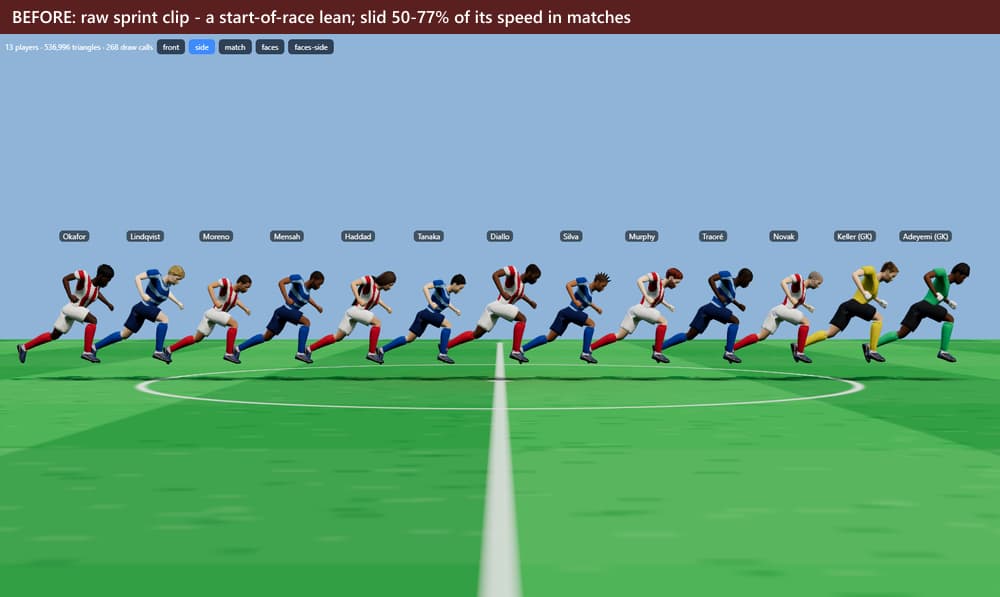 BEFORE: raw sprint clip - a start-of-race lean; slid 50-77% of its speed in matches
13 players - 536,996 triangles - 268 draw calls front side match faces faces-side
Okafor Lindqvist Moreno Mensah Haddad Tanaka Diallo Silva Murphy Traoré Novak Keller (GK) Adeyemi (GK)